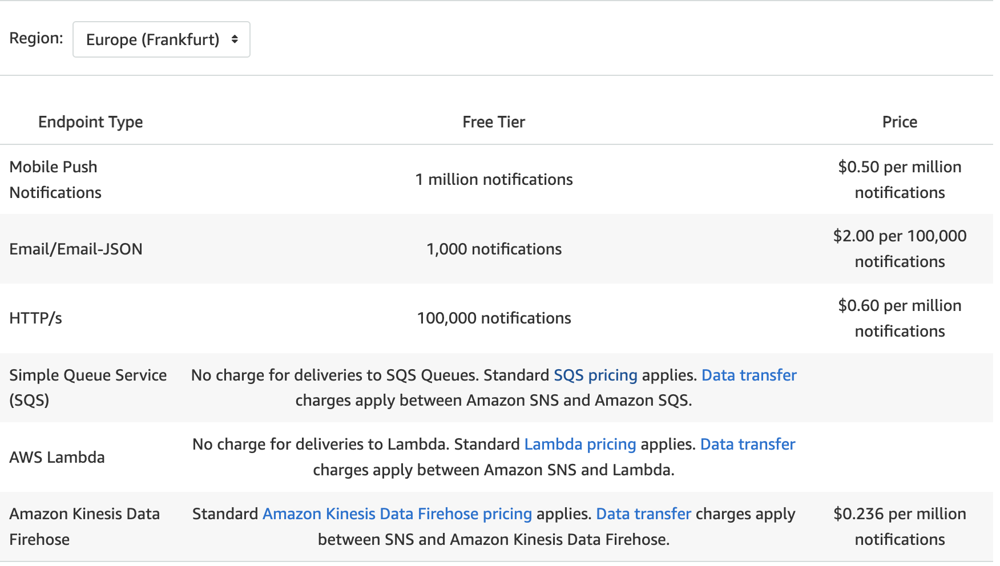 Region: Europe (Frankfurt)
Endpoint Type Free Tier Price
Mobile Push
Notifications
1 million notifications
$0.50 per million
notifications
Email/Email-JSON
1,000 notifications
$2.00 per 100,000
notifications
HTTP/s
100,000 notifications
$0.60 per million
notifications
Simple Queue Service
(SQS)
No charge for deliveries to SQS Queues. Standard SQS pricing applies. Data transfer
charges apply between Amazon SNS and Amazon SQS.
AWS Lambda
No charge for deliveries to Lambda. Standard Lambda pricing applies. Data transfer
charges apply between Amazon SNS and Lambda.
Amazon Kinesis Data
Firehose
Standard Amazon Kinesis Data Firehose pricing applies. Data transfer charges apply
between SNS and Amazon Kinesis Data Firehose.
$0.236 per million
notifications